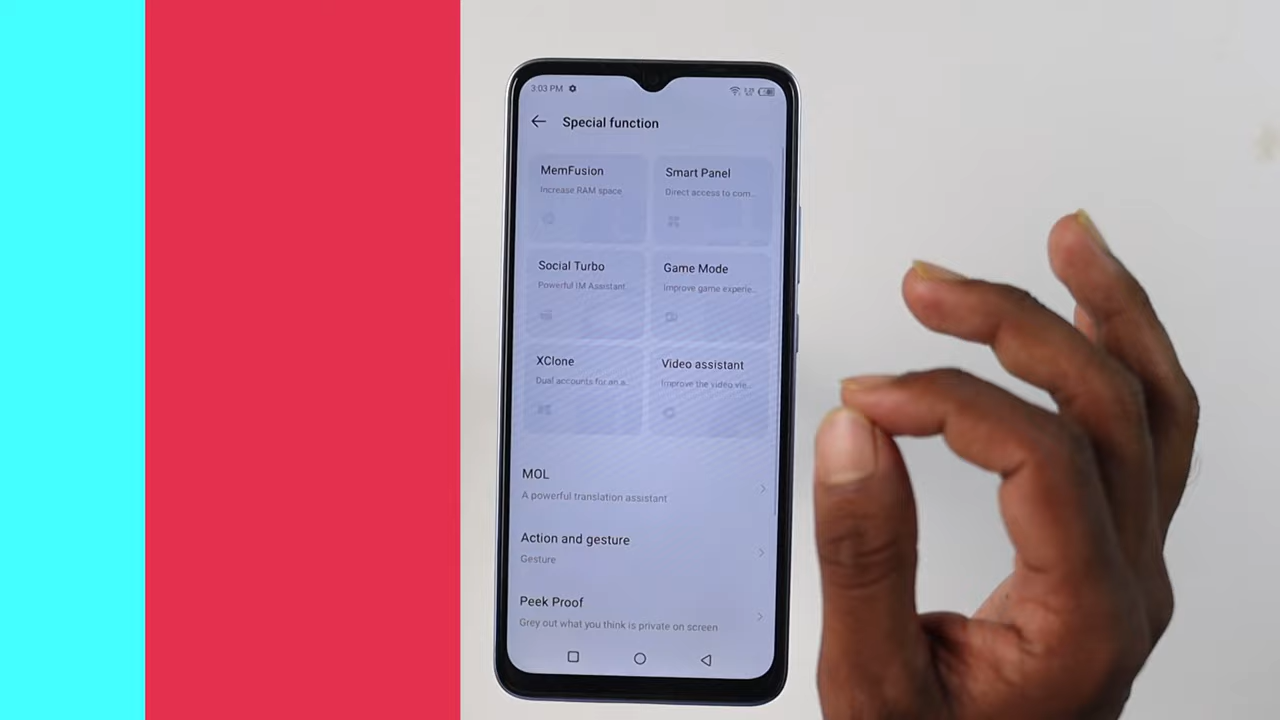 3:03 PM
Special function
MemFusion
Increase RAM space
Smart Panel
Direct access to com...
Social Turbo
Powerful IM Assistant
Game Mode
Improve game experie...
XClone
Dual accounts for an a...
Video assistant
Improve the video vie...
MOL
A powerful translation assistant
Action and gesture
Gesture
Peek Proof
Grey out what you think is private on screen